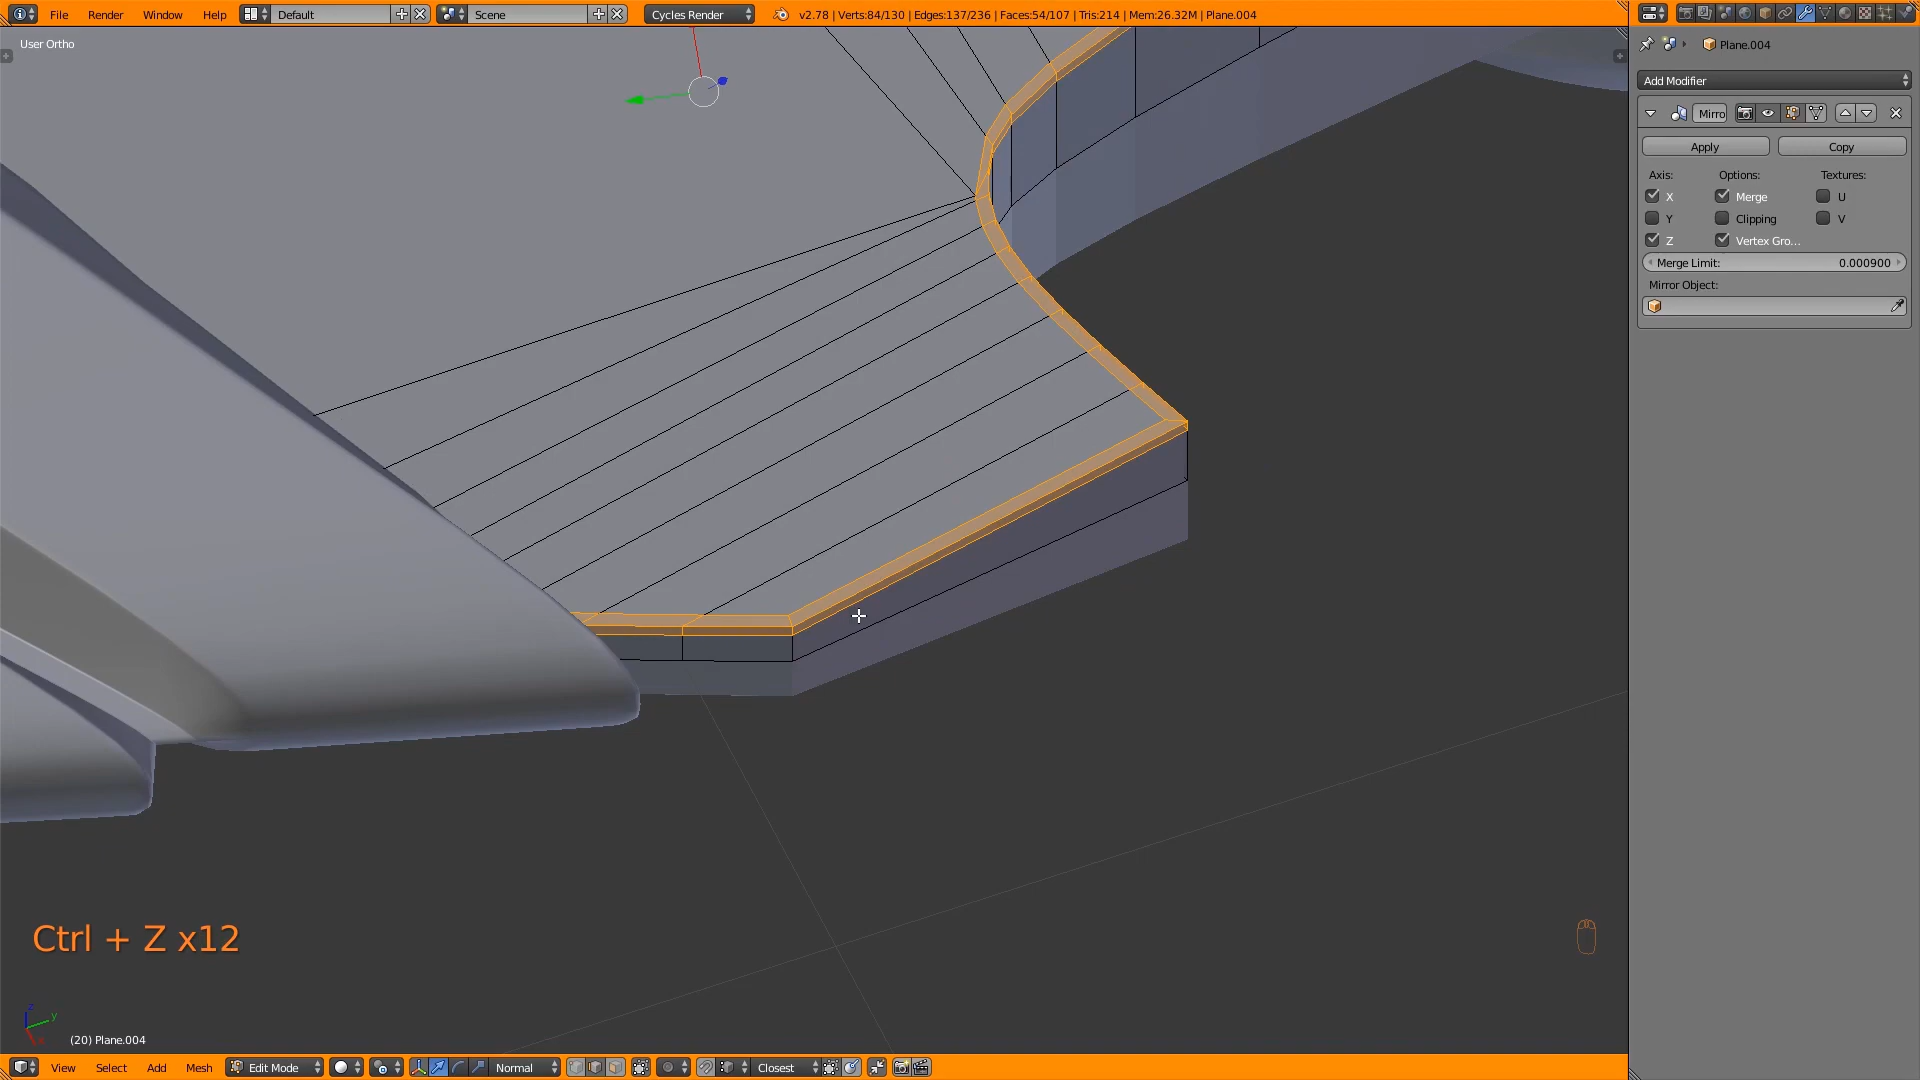 File Render Window Help Default Scene Cycles Render v2.78 | Verts:84/130 | Edges:137/236 | Faces:54/107 | Tris:214 | Mem:26.32M | Plane.004
User Ortho
Plane.004
Add Modifier
Mirro
Apply Copy
Axis: Options: Textures:
X Merge U
Y Clipping V
Z Vertex Gro...
Merge Limit: 0.000900
Mirror Object:
Ctrl + Z x12
z
y
x
(20) Plane.004
View Select Add Mesh Edit Mode Normal Closest